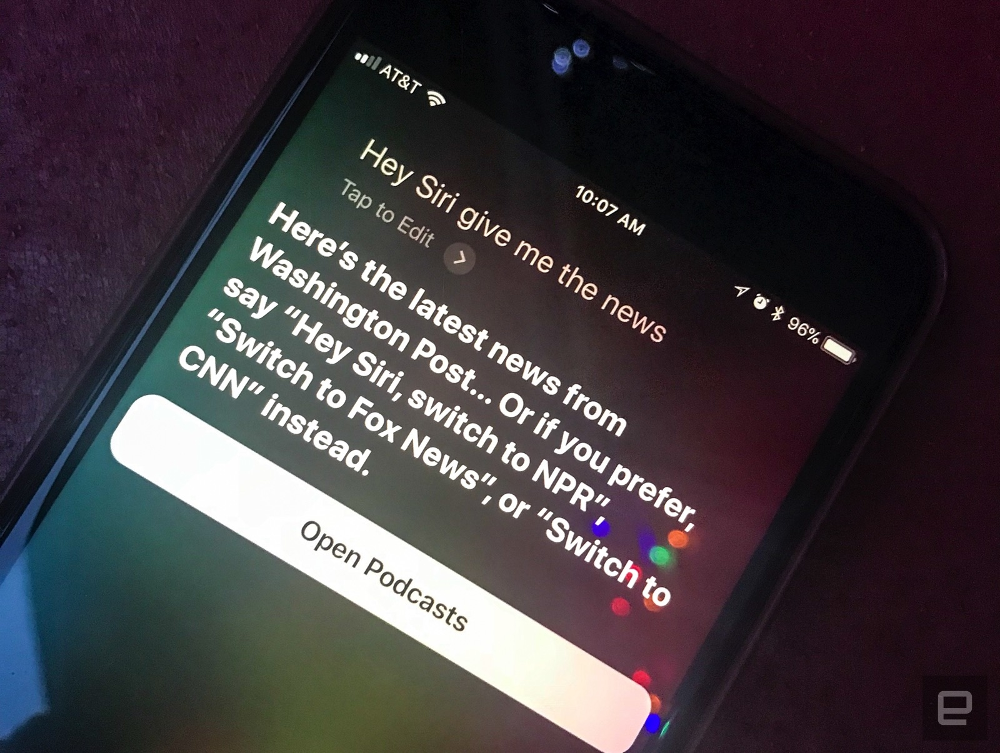 AT&T
10:07 AM
96%
Hey Siri give me the news
Tap to Edit
Here's the latest news from
Washington Post... Or if you prefer,
say “Hey Siri, switch to NPR”,
“Switch to Fox News”, or “Switch to
CNN” instead.
Open Podcasts
e